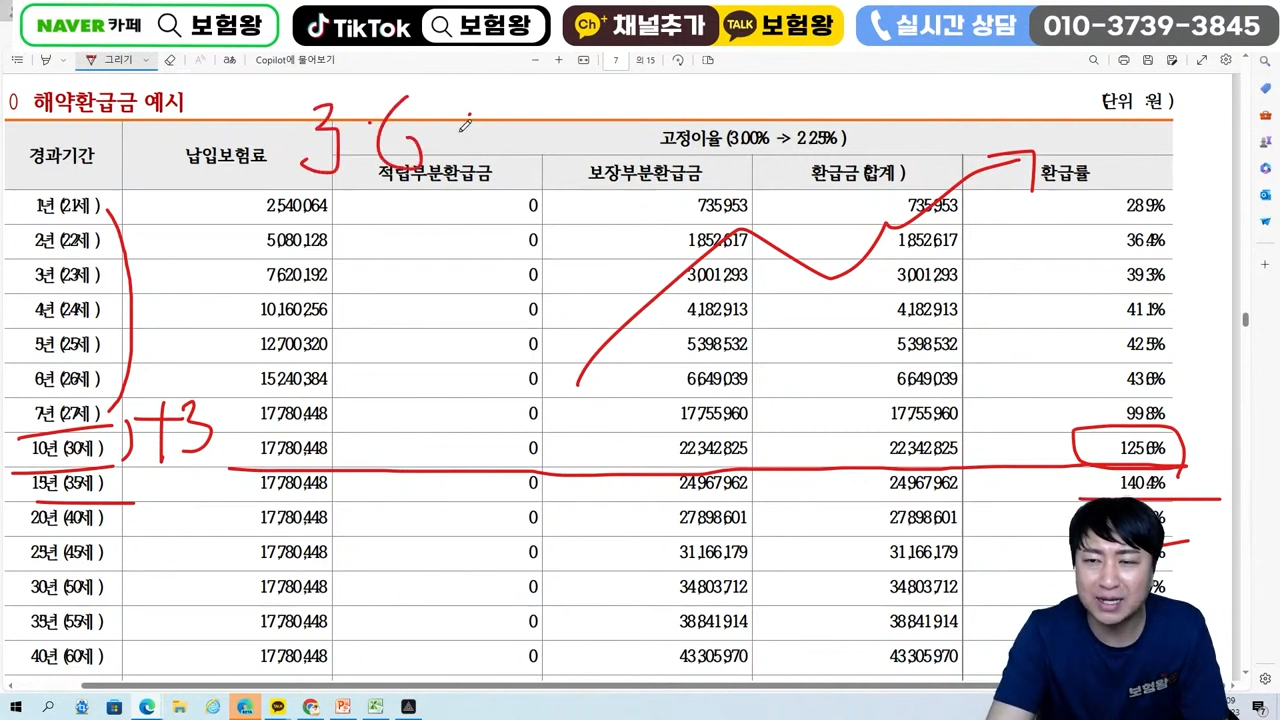 NAVER 카페 보험왕 TikTok 보험왕 Ch+ 채널추가 TALK 보험왕 실시간 상담 010-3739-3845
그리기 aあ Copilot에 물어보기 7 의 15
해약환급금 예시 (단위 : 원 )
3.6
경과기간 납입보험료 고정이율 (3.00% → 2.25% )
적립부분환급금 보장부분환급금 환급금 (합계 ) 환급률
1년 (21세 ) 2,540,064 0 735,953 735,953 28.9%
2년 (22세 ) 5,080,128 0 1,852,617 1,852,617 36.4%
3년 (23세 ) 7,620,192 0 3,001,293 3,001,293 39.3%
4년 (24세 ) 10,160,256 0 4,182,913 4,182,913 41.1%
5년 (25세 ) 12,700,320 0 5,398,532 5,398,532 42.5%
6년 (26세 ) 15,240,384 0 6,649,039 6,649,039 43.6%
7년 (27세 ) 17,780,448 0 17,755,960 17,755,960 99.8%
+3
10년 (30세 ) 17,780,448 0 22,342,825 22,342,825 125.6%
15년 (35세 ) 17,780,448 0 24,967,962 24,967,962 140.4%
20년 (40세 ) 17,780,448 0 27,898,601 27,898,601
25년 (45세 ) 17,780,448 0 31,166,179 31,166,179
30년 (50세 ) 17,780,448 0 34,803,712 34,803,712
35년 (55세 ) 17,780,448 0 38,841,914 38,841,914
40년 (60세 ) 17,780,448 0 43,305,970 43,305,970
보험왕